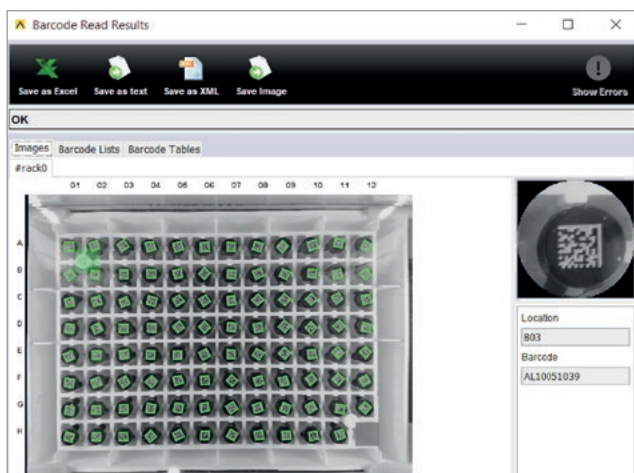 Barcode Read Results
Save as Excel Save as text Save as XML Save Image Show Errors
OK
Images Barcode Lists Barcode Tables
#rack0
01 02 03 04 05 06 07 08 09 10 11 12
A
B
C
D
E
F
G
H
Location
B03
Barcode
AL10051039